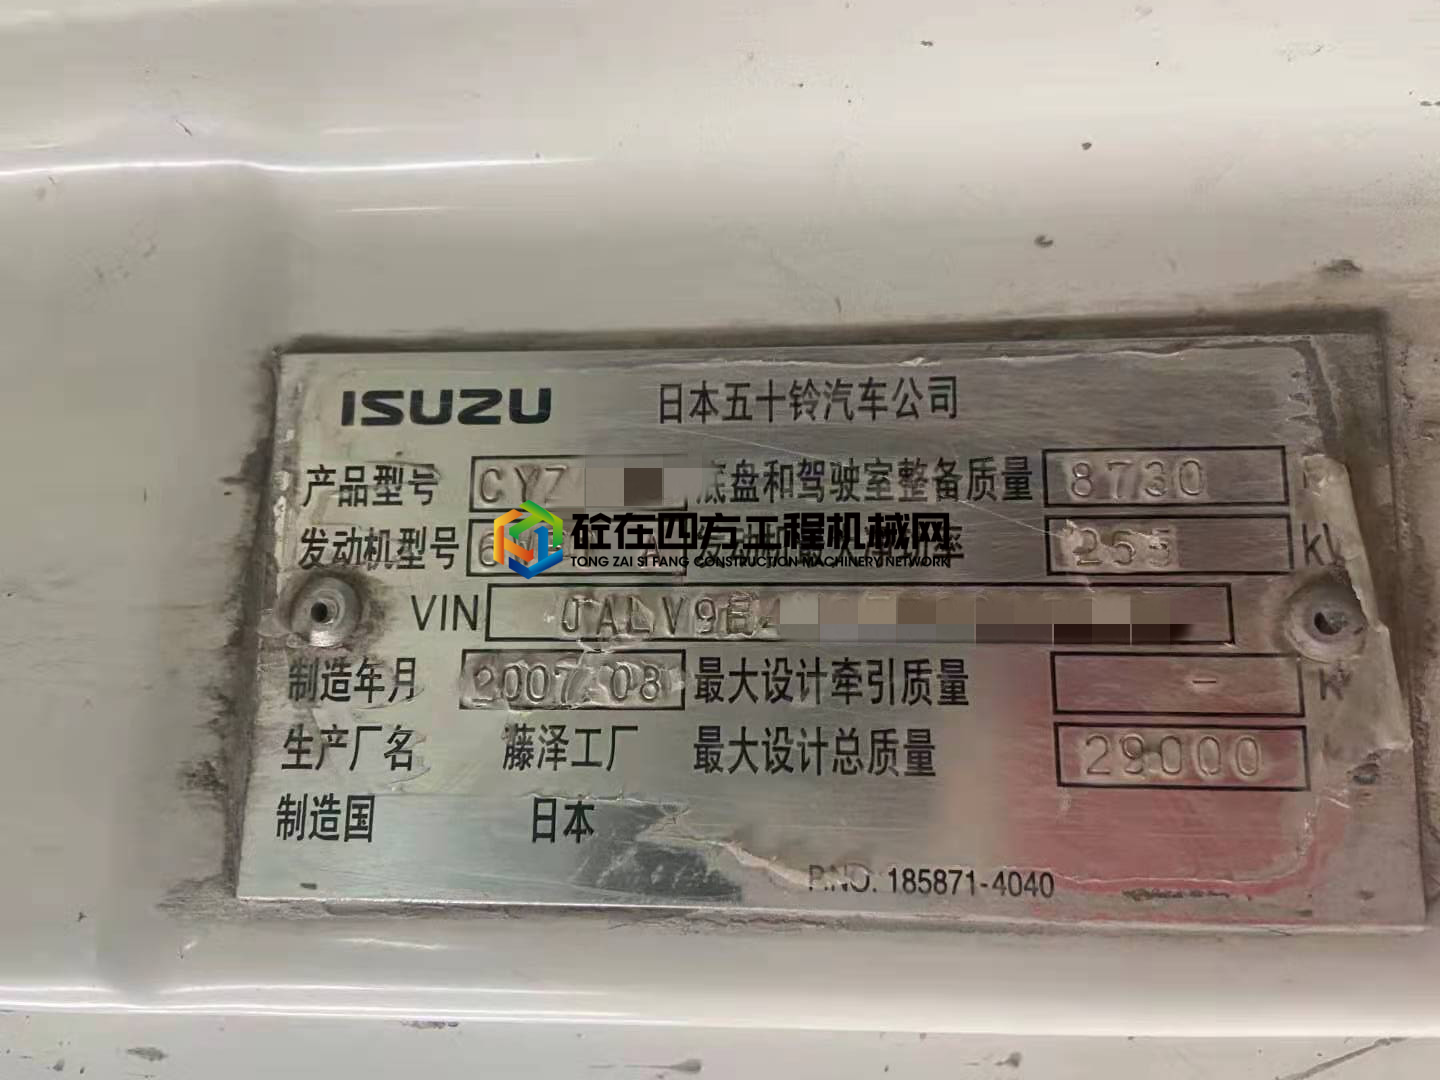 ISUZU 日本五十铃汽车公司
产品型号 CYZ 底盘和驾驶室整备质量 8730
发动机型号 6 A 率 265
砼在四方工程机械网
TONG ZAI SI FANG CONSTRUCTION MACHINERY NETWORK
VIN JALV9E
制造年月 2007.08 最大设计牵引质量 - K
生产厂名 藤泽工厂 最大设计总质量 29000
制造国 日本
P.NO. 185871-4040